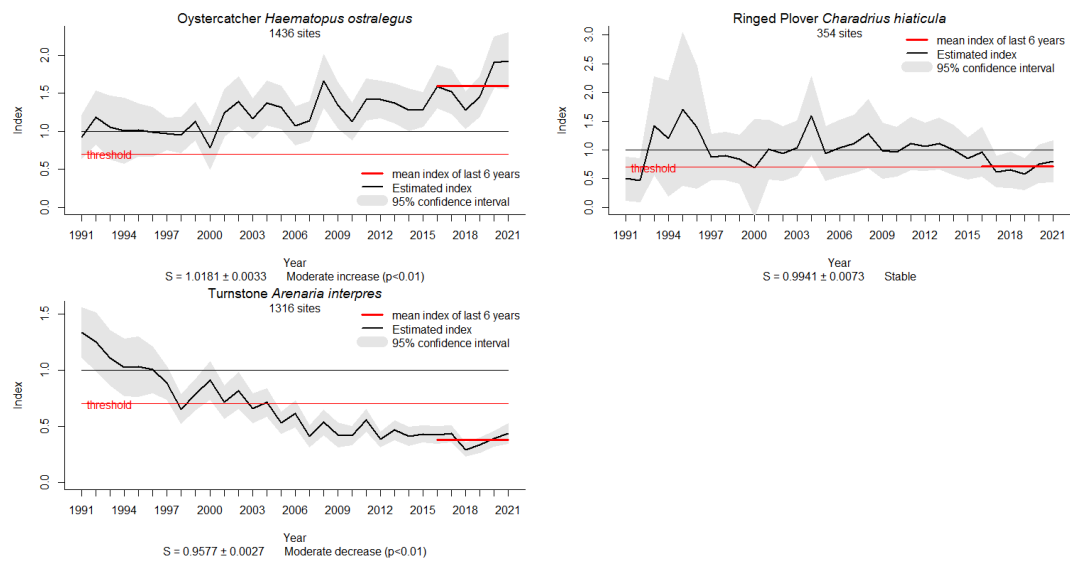 Oystercatcher Haematopus ostralegus
1436 sites
mean index of last 6 years
Estimated index
95% confidence interval
threshold
Index
0.0 0.5 1.0 1.5 2.0
1991 1994 1997 2000 2003 2006 2009 2012 2015 2018 2021
Year
S = 1.0181 ± 0.0033 Moderate increase (p<0.01)
Ringed Plover Charadrius hiaticula
354 sites
mean index of last 6 years
Estimated index
95% confidence interval
threshold
Index
0.0 0.5 1.0 1.5 2.0 2.5 3.0
1991 1994 1997 2000 2003 2006 2009 2012 2015 2018 2021
Year
S = 0.9941 ± 0.0073 Stable
Turnstone Arenaria interpres
1316 sites
mean index of last 6 years
Estimated index
95% confidence interval
threshold
Index
0.0 0.5 1.0 1.5
1991 1994 1997 2000 2003 2006 2009 2012 2015 2018 2021
Year
S = 0.9577 ± 0.0027 Moderate decrease (p<0.01)